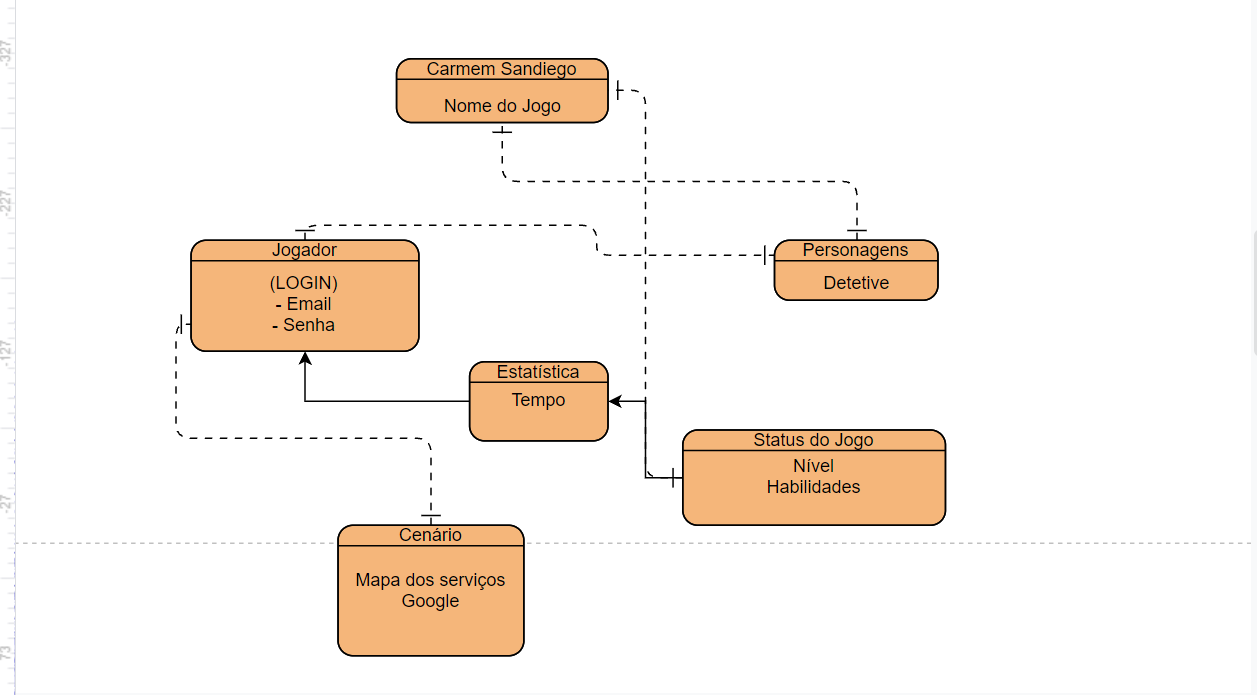 -327
-227
-127
-27
73
Carmem Sandiego
Nome do Jogo
Jogador
(LOGIN)
- Email
- Senha
Personagens
Detetive
Estatística
Tempo
Status do Jogo
Nível
Habilidades
Cenário
Mapa dos serviços
Google